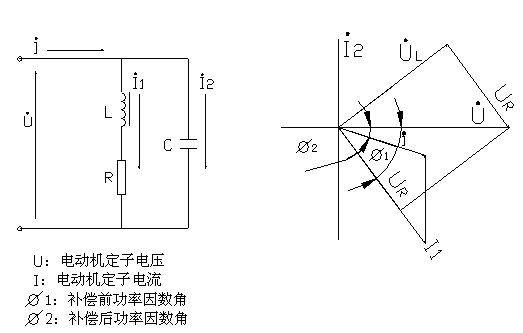 İ
İ1
İ2
L
U̇
C
R
İ2
U̇L
UR
U̇
İ
∅2
∅1
UR
I1
U：电动机定子电压
I：电动机定子电流
∅1：补偿前功率因数角
∅2：补偿后功率因数角